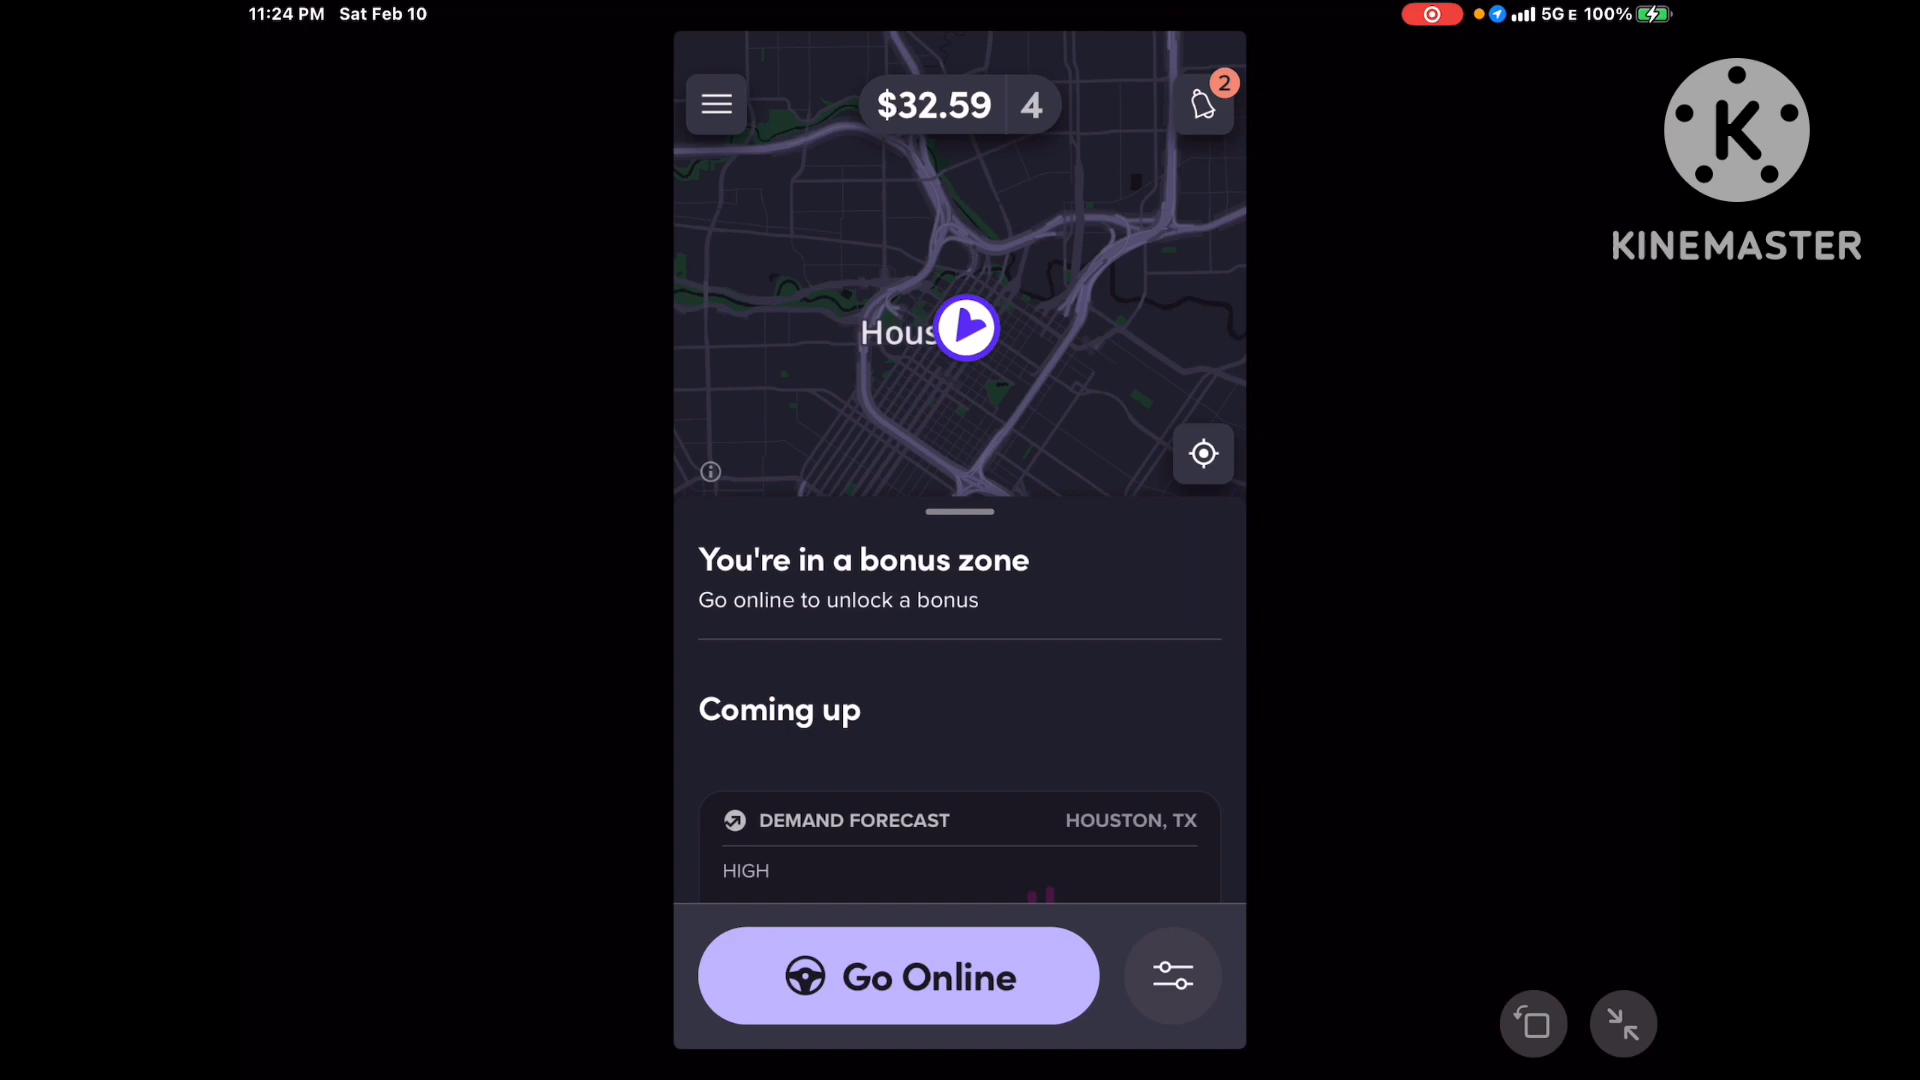 11:24 PM Sat Feb 10
5G E 100%
K
KINEMASTER
$32.59 4
2
Hous
You're in a bonus zone
Go online to unlock a bonus
Coming up
DEMAND FORECAST HOUSTON, TX
HIGH
Go Online